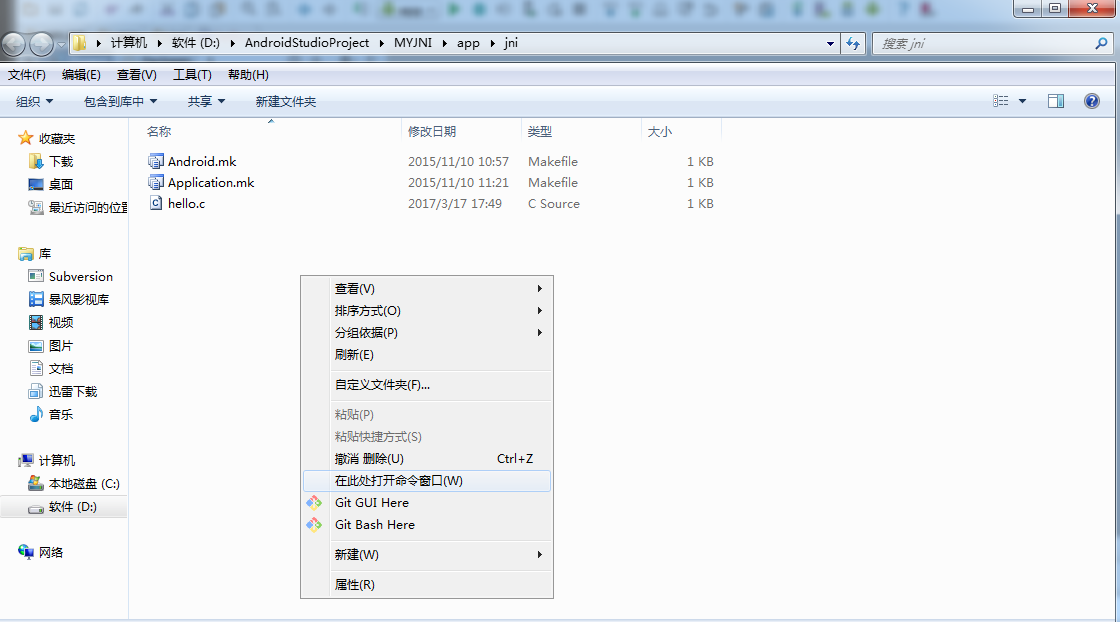 计算机 软件 (D:) AndroidStudioProject MYJNI app jni
搜索 jni
文件(F) 编辑(E) 查看(V) 工具(T) 帮助(H)
组织 包含到库中 共享 新建文件夹
收藏夹
下载
桌面
最近访问的位置
库
Subversion
暴风影视库
视频
图片
文档
迅雷下载
音乐
计算机
本地磁盘 (C:)
软件 (D:)
网络
名称 修改日期 类型 大小
Android.mk 2015/11/10 10:57 Makefile 1 KB
Application.mk 2015/11/10 11:21 Makefile 1 KB
hello.c 2017/3/17 17:49 C Source 1 KB
查看(V)
排序方式(O)
分组依据(P)
刷新(E)
自定义文件夹(F)...
粘贴(P)
粘贴快捷方式(S)
撤消 删除(U) Ctrl+Z
在此处打开命令窗口(W)
Git GUI Here
Git Bash Here
新建(W)
属性(R)